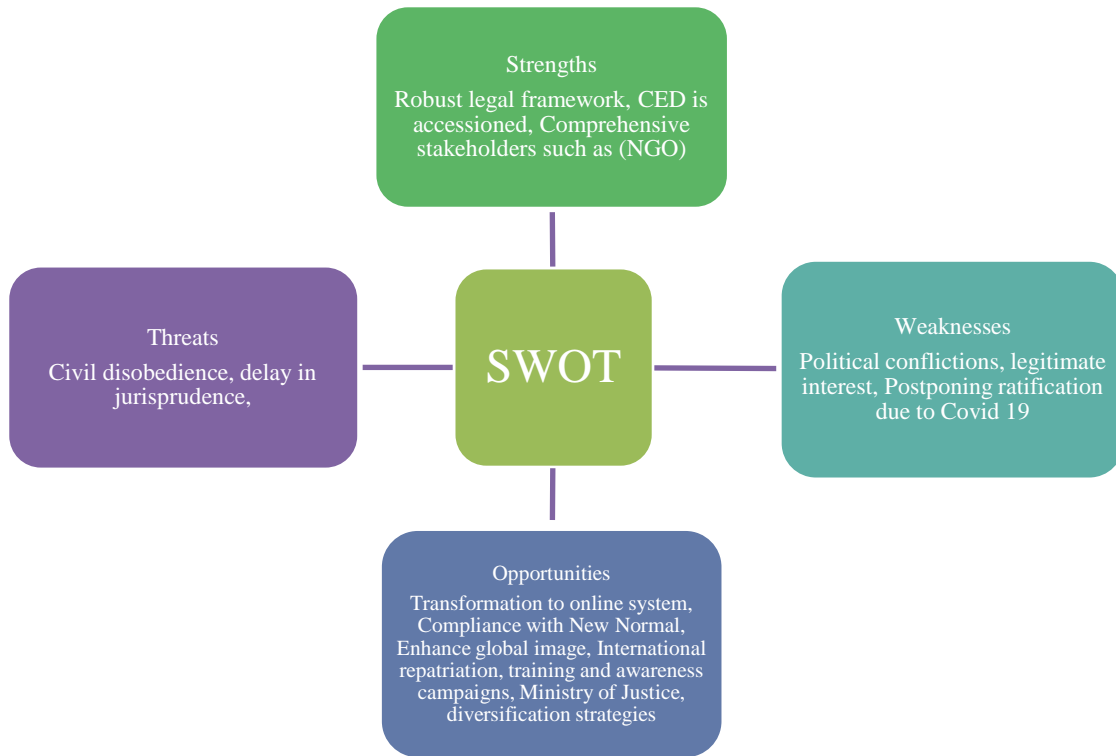 Strengths
Robust legal framework, CED is
accessioned, Comprehensive
stakeholders such as (NGO)
Threats
Civil disobedience, delay in
jurisprudence,
SWOT
Weaknesses
Political conflictions, legitimate
interest, Postponing ratification
due to Covid 19
Opportunities
Transformation to online system,
Compliance with New Normal,
Enhance global image, International
repatriation, training and awareness
campaigns, Ministry of Justice,
diversification strategies